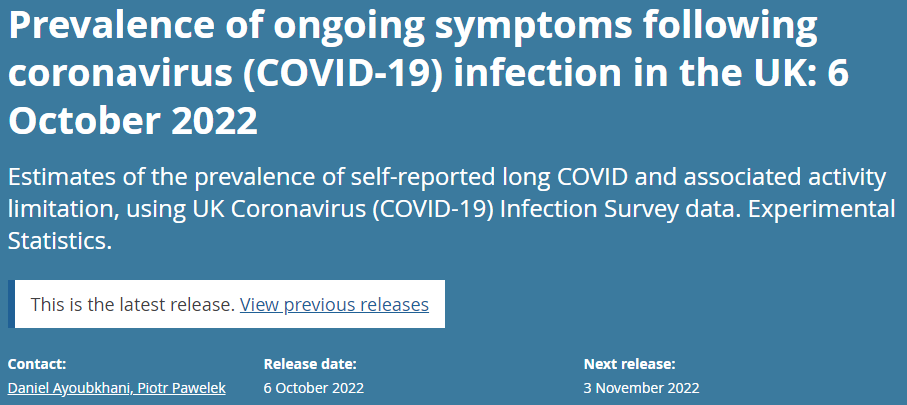 Prevalence of ongoing symptoms following
coronavirus (COVID-19) infection in the UK: 6
October 2022
Estimates of the prevalence of self-reported long COVID and associated activity
limitation, using UK Coronavirus (COVID-19) Infection Survey data. Experimental
Statistics.
This is the latest release. View previous releases
Contact: Release date: Next release:
Daniel Ayoubkhani, Piotr Pawelek 6 October 2022 3 November 2022